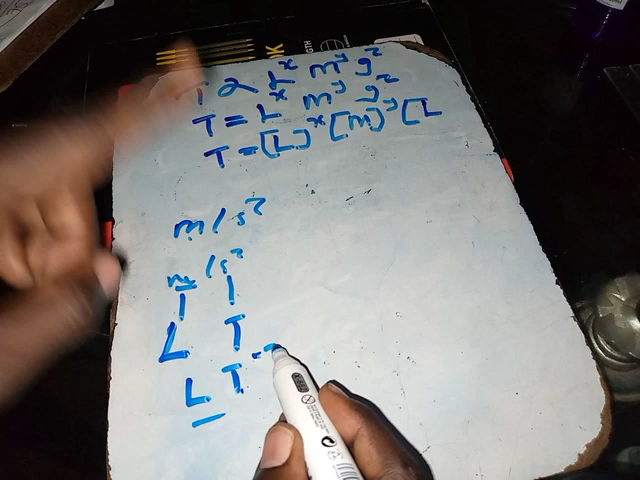 T α r^x m^y g^z
T = r^x m^y g^z
T = [L]^x [m]^y [L
m/s²
m/s²
L T
L T⁻